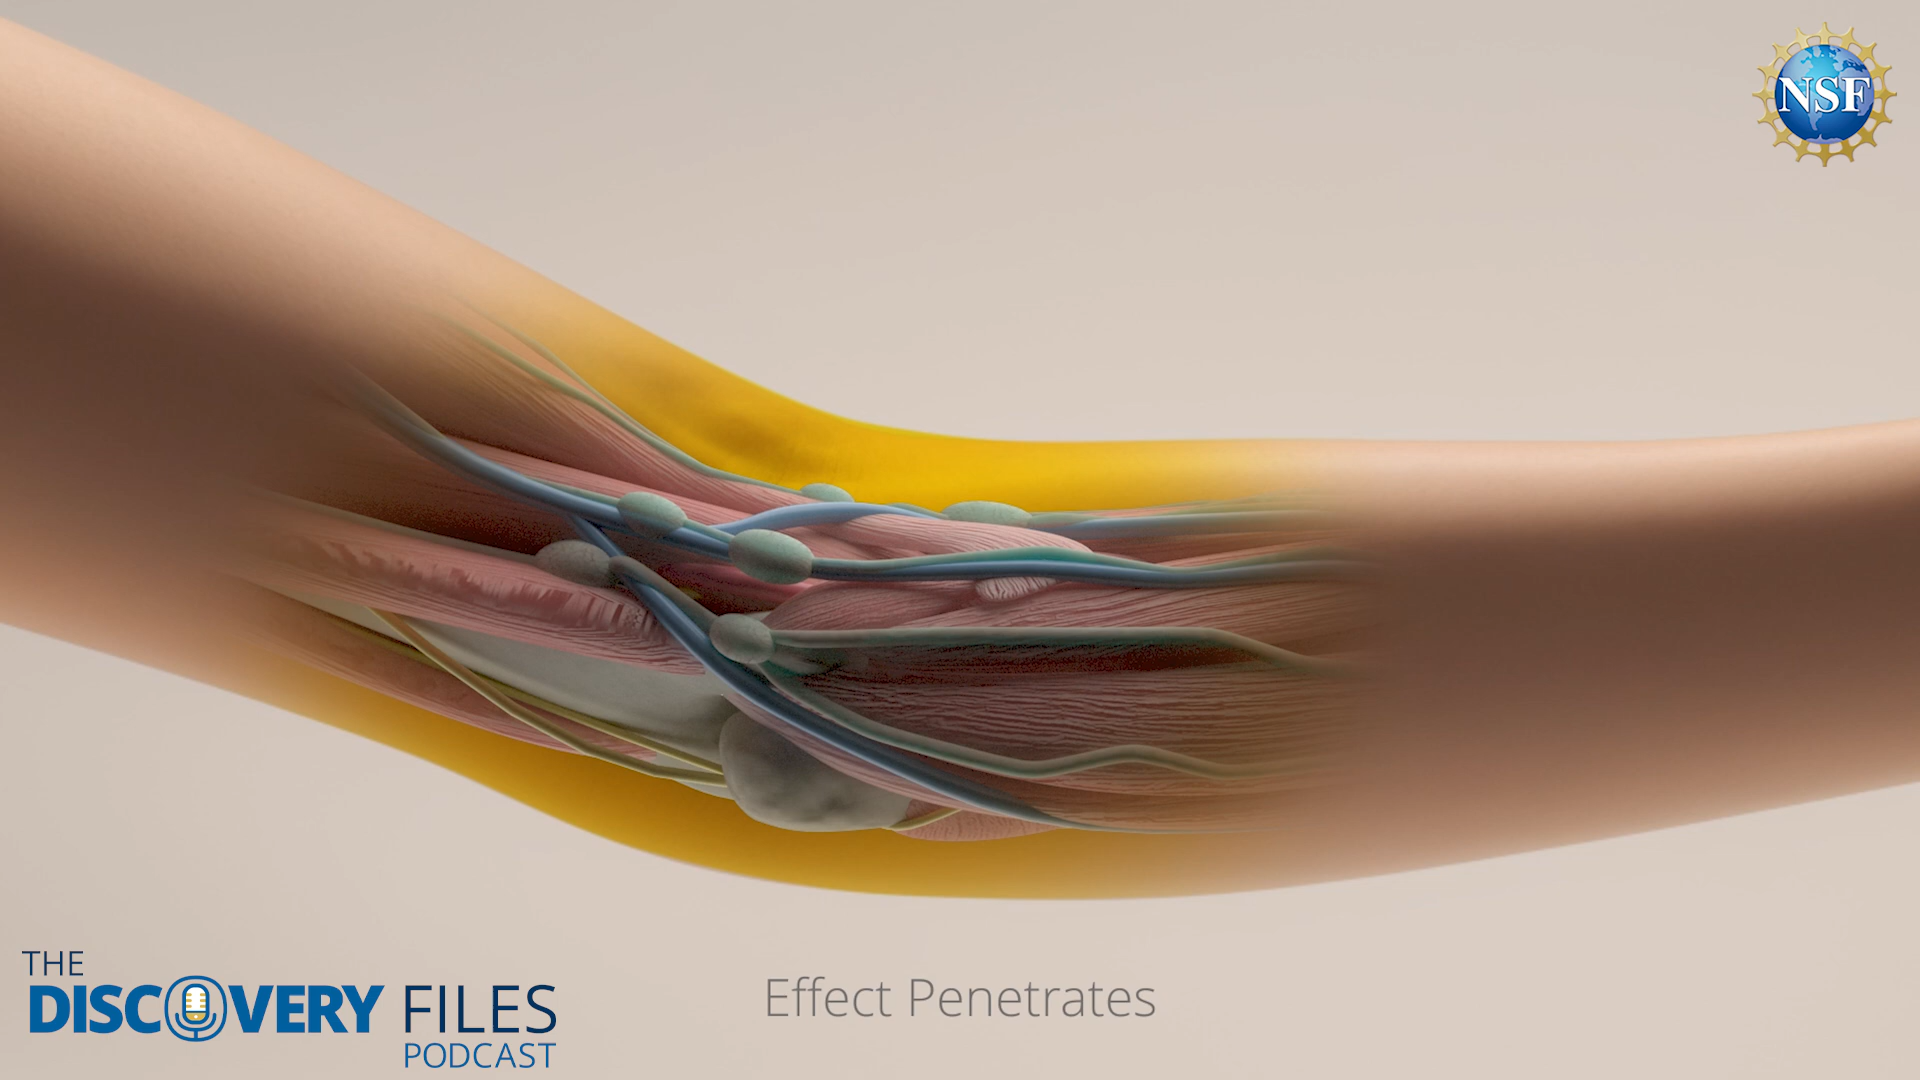 NSF
THE
DISCOVERY FILES
PODCAST
Effect Penetrates